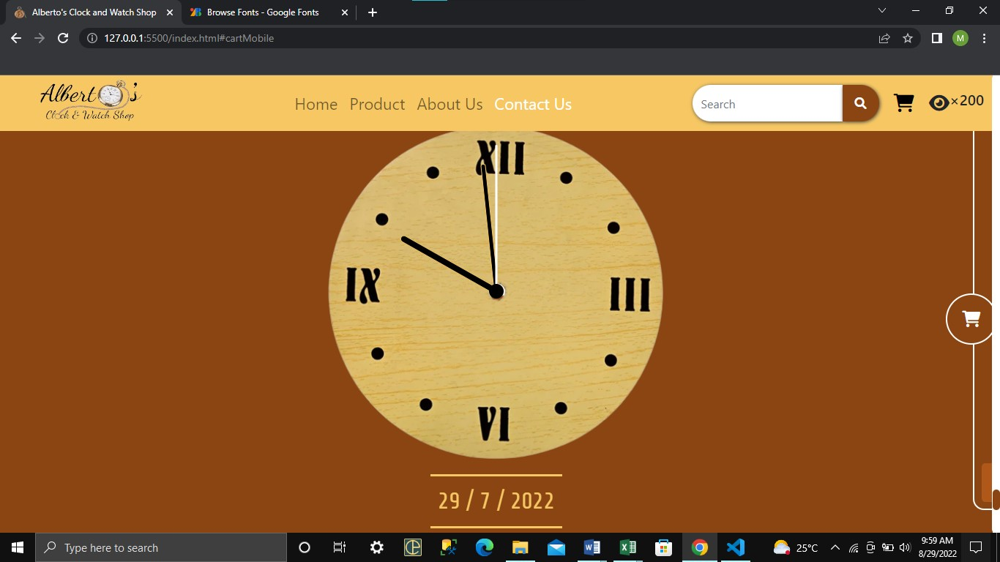 Alberto's Clock and Watch Shop
Browse Fonts - Google Fonts
127.0.0.1:5500/index.html#cartMobile
M
Albert 's
Clock & Watch Shop
Home Product About Us Contact Us
Search
×200
XII
IX
III
VI
29 / 7 / 2022
Type here to search
25°C
9:59 AM
8/29/2022